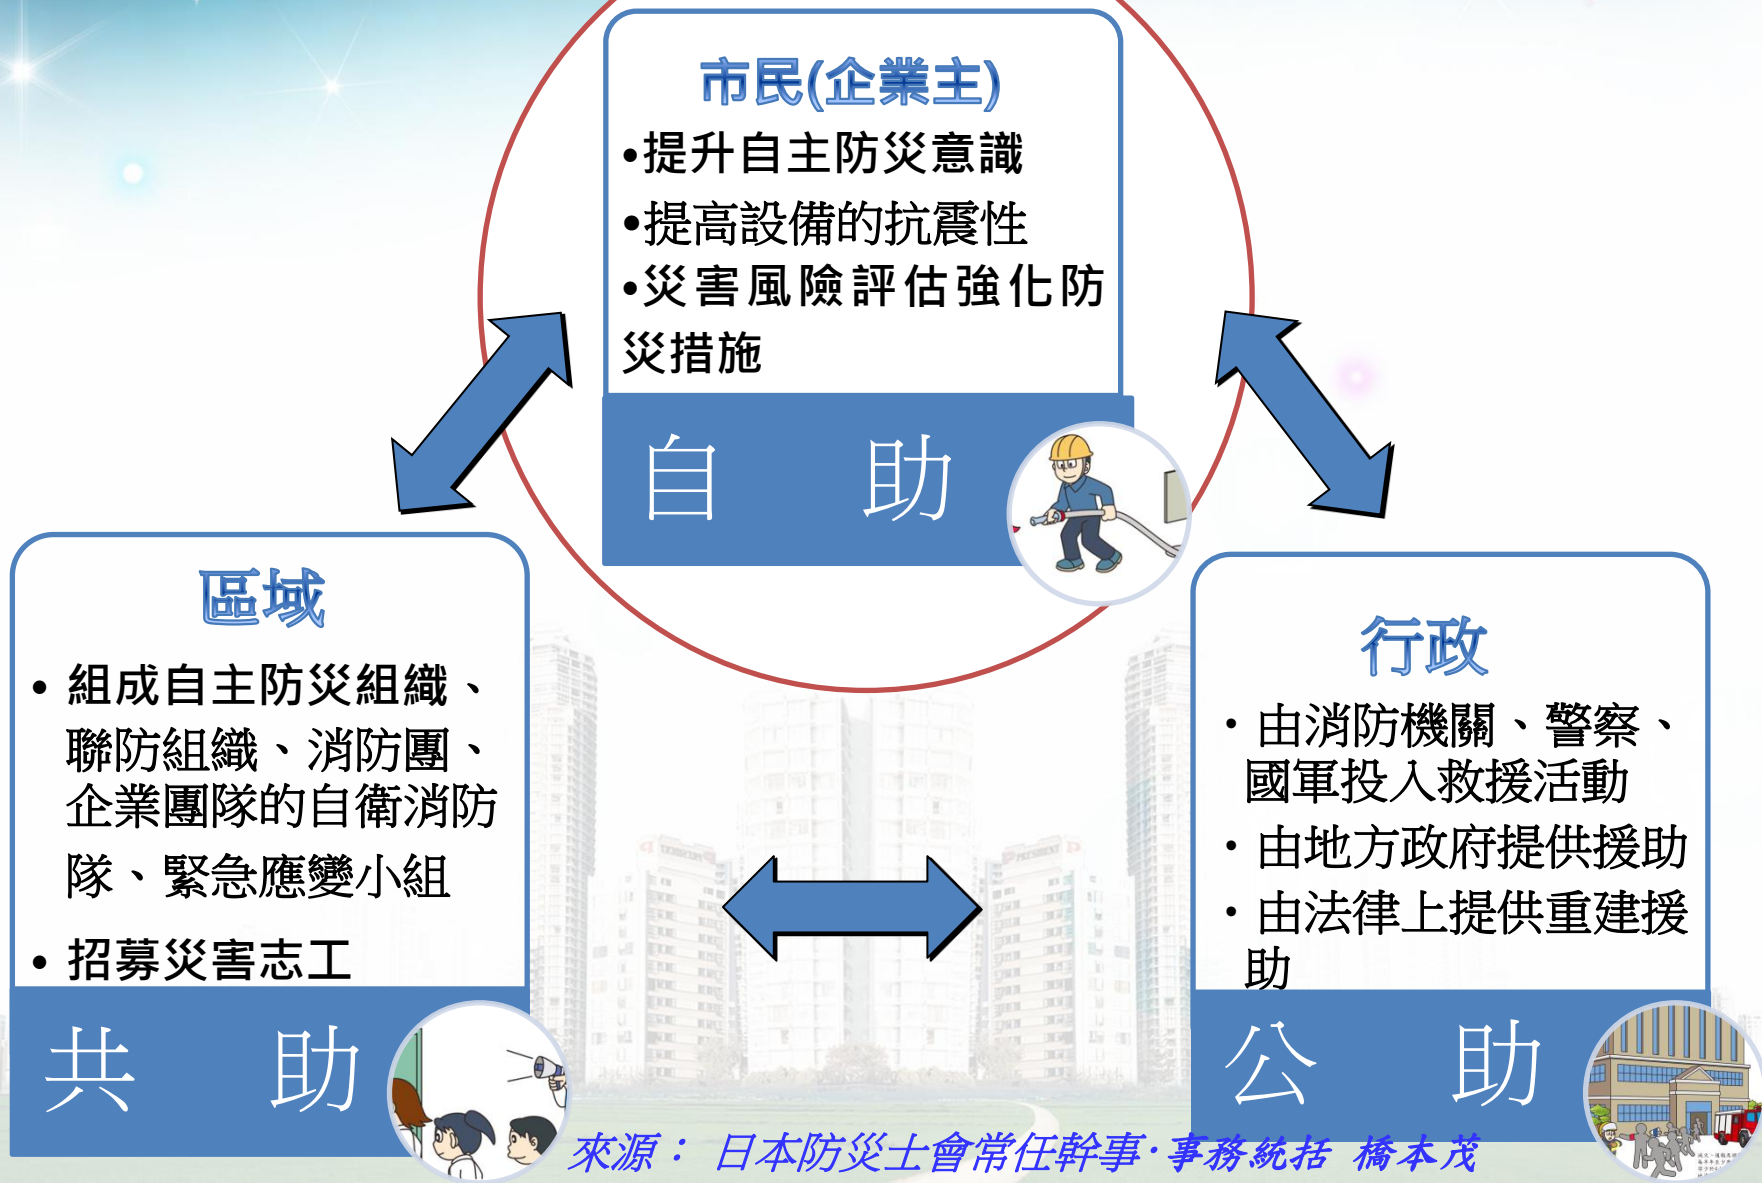 市民(企業主)
•提升自主防災意識
•提高設備的抗震性
•災害風險評估強化防
災措施
自 助
區域
• 組成自主防災組織、
聯防組織、消防團、
企業團隊的自衛消防
隊、緊急應變小組
• 招募災害志工
共 助
行政
‧由消防機關、警察、
國軍投入救援活動
‧由地方政府提供援助
‧由法律上提供重建援
助
公 助
來源： 日本防災士會常任幹事‧事務統括 橋本茂